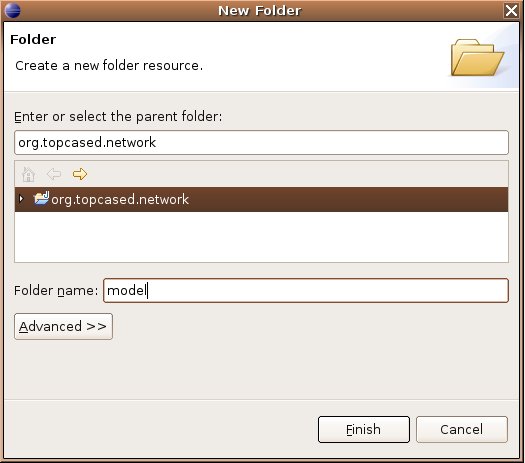 New Folder
Folder
Create a new folder resource.
Enter or select the parent folder:
org.topcased.network
org.topcased.network
Folder name: model
Advanced >>
Finish Cancel